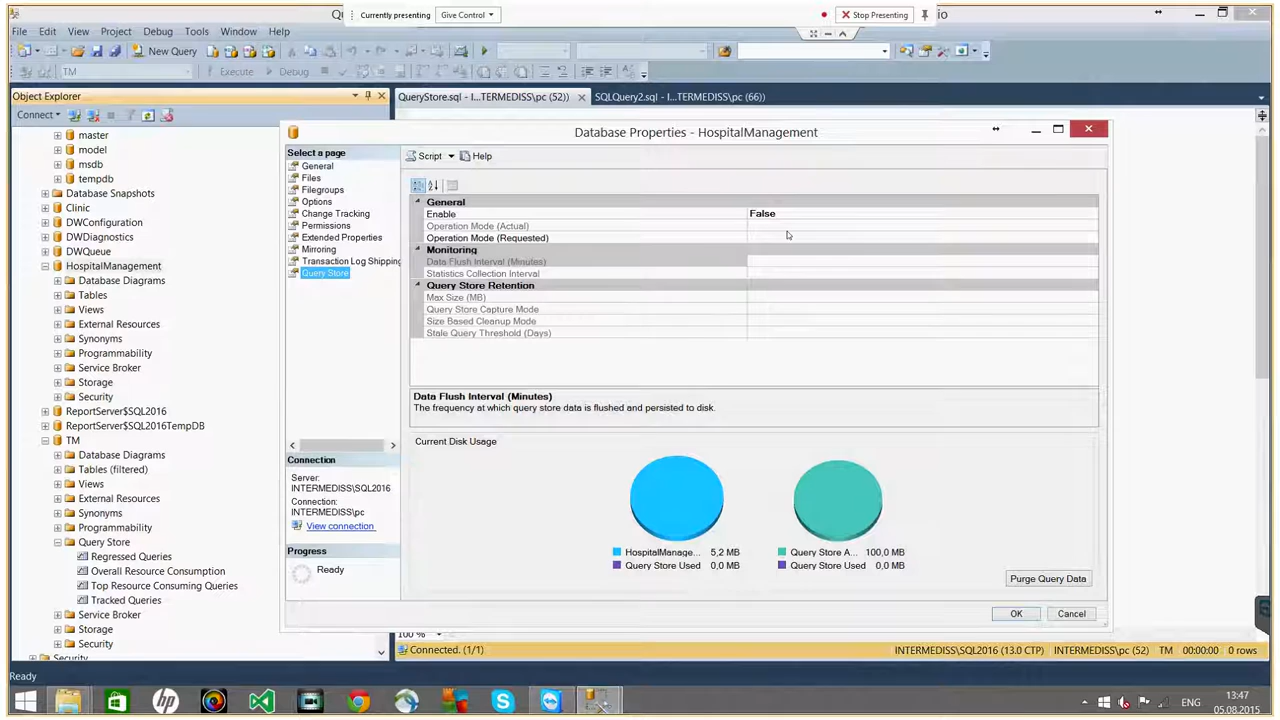 Currently presenting Give Control Stop Presenting
File Edit View Project Debug Tools Window Help
New Query
TM Execute Debug
Object Explorer
QueryStore.sql - I...TERMEDISS\pc (52))
SQLQuery2.sql - I...TERMEDISS\pc (66))
Connect
master
model
msdb
tempdb
Database Snapshots
Clinic
DWConfiguration
DWDiagnostics
DWQueue
HospitalManagement
Database Diagrams
Tables
Views
External Resources
Synonyms
Programmability
Service Broker
Storage
Security
ReportServer$SQL2016
ReportServer$SQL2016TempDB
TM
Database Diagrams
Tables (filtered)
Views
External Resources
Synonyms
Programmability
Query Store
Regressed Queries
Overall Resource Consumption
Top Resource Consuming Queries
Tracked Queries
Service Broker
Storage
Security
Security
Database Properties - HospitalManagement
Select a page
General
Files
Filegroups
Options
Change Tracking
Permissions
Extended Properties
Mirroring
Transaction Log Shipping
Query Store
Connection
Server:
INTERMEDISS\SQL2016
Connection:
INTERMEDISS\pc
View connection
Progress
Ready
Script Help
General
Enable False
Operation Mode (Actual)
Operation Mode (Requested)
Monitoring
Data Flush Interval (Minutes)
Statistics Collection Interval
Query Store Retention
Max Size (MB)
Query Store Capture Mode
Size Based Cleanup Mode
Stale Query Threshold (Days)
Data Flush Interval (Minutes)
The frequency at which query store data is flushed and persisted to disk.
Current Disk Usage
HospitalManage... 5,2 MB
Query Store Used 0,0 MB
Query Store A... 100,0 MB
Query Store Used 0,0 MB
Purge Query Data
OK Cancel
100 %
Connected. (1/1) INTERMEDISS\SQL2016 (13.0 CTP) INTERMEDISS\pc (52) TM 00:00:00 0 rows
Ready
ENG
13:47
05.08.2015